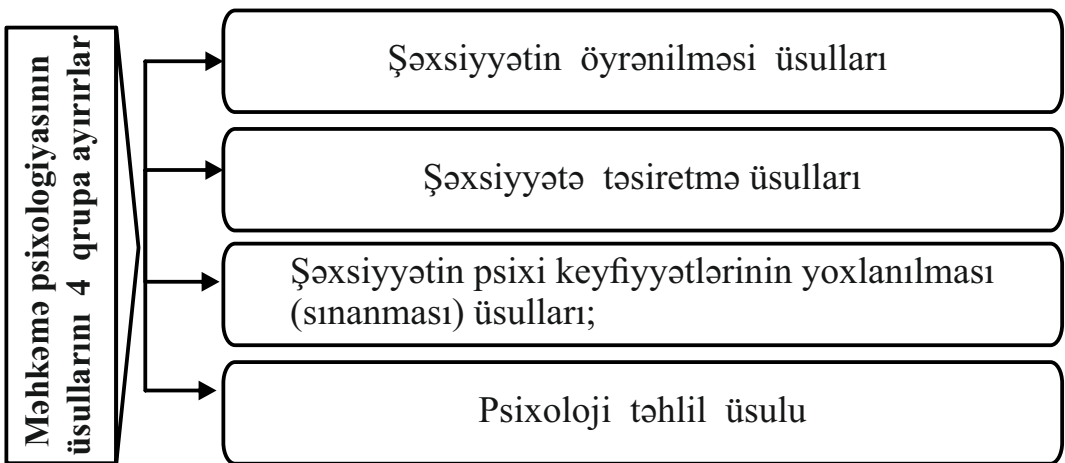 Məhkəmə psixologiyasının
üsullarını 4 qrupa ayırırlar
Şəxsiyyətin öyrənilməsi üsulları
Şəxsiyyətə təsiretmə üsulları
Şəxsiyyətin psixi keyfiyyətlərinin yoxlanılması
(sınanması) üsulları;
Psixoloji təhlil üsulu